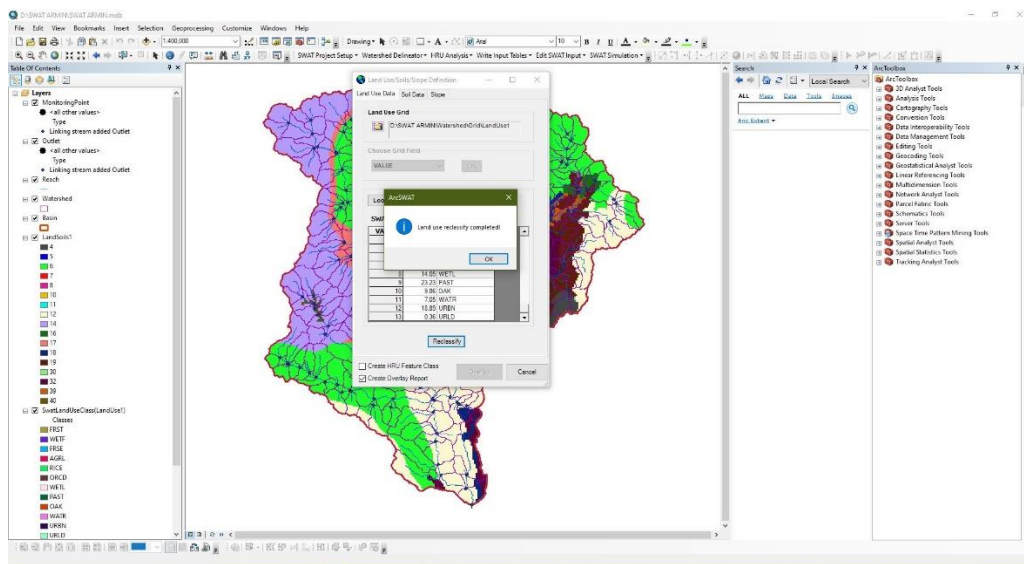 D:\SWAT ARMIN\SWAT ARMIN.mxb
File Edit View Bookmarks Insert Selection Geoprocessing Customize Windows Help
1:400,000
Drawing
Arial
10
B I U A
SWAT Project Setup Watershed Delineator HRU Analysis Write Input Tables Edit SWAT Input SWAT Simulation
Table Of Contents
Layers
MonitoringPoint
<all other values>
Type
Linking stream added Outlet
Outlet
<all other values>
Type
Linking stream added Outlet
Reach
Watershed
Basin
LandSoils1
4
5
6
7
8
10
11
12
14
16
17
18
19
30
32
39
40
SwatLandUseClass(LandUse1)
Classes
FRST
WETF
FRSE
AGRL
RICE
ORCD
WETL
PAST
OAK
WATR
URBN
URLD
Land Use/Soils/Slope Definition
Land Use Data Soil Data Slope
Land Use Grid
D:\SWAT ARMIN\Watershed\Grid\LandUse1
Choose Grid Field
VALUE
ArcSWAT
Land use reclassify completed!
OK
8 14.05 WETL
9 23.23 PAST
10 9.86 OAK
11 7.05 WATR
12 18.89 URBN
13 0.36 URLD
Reclassify
Create HRU Feature Class
Create Overlay Report
Cancel
Search
Local Search
ALL Maps Data Tools Images
Any Extent
ArcToolbox
ArcToolbox
3D Analyst Tools
Analysis Tools
Cartography Tools
Conversion Tools
Data Interoperability Tools
Data Management Tools
Editing Tools
Geocoding Tools
Geostatistical Analyst Tools
Linear Referencing Tools
Multidimension Tools
Network Analyst Tools
Parcel Fabric Tools
Schematics Tools
Server Tools
Space Time Pattern Mining Tools
Spatial Analyst Tools
Spatial Statistics Tools
Tracking Analyst Tools